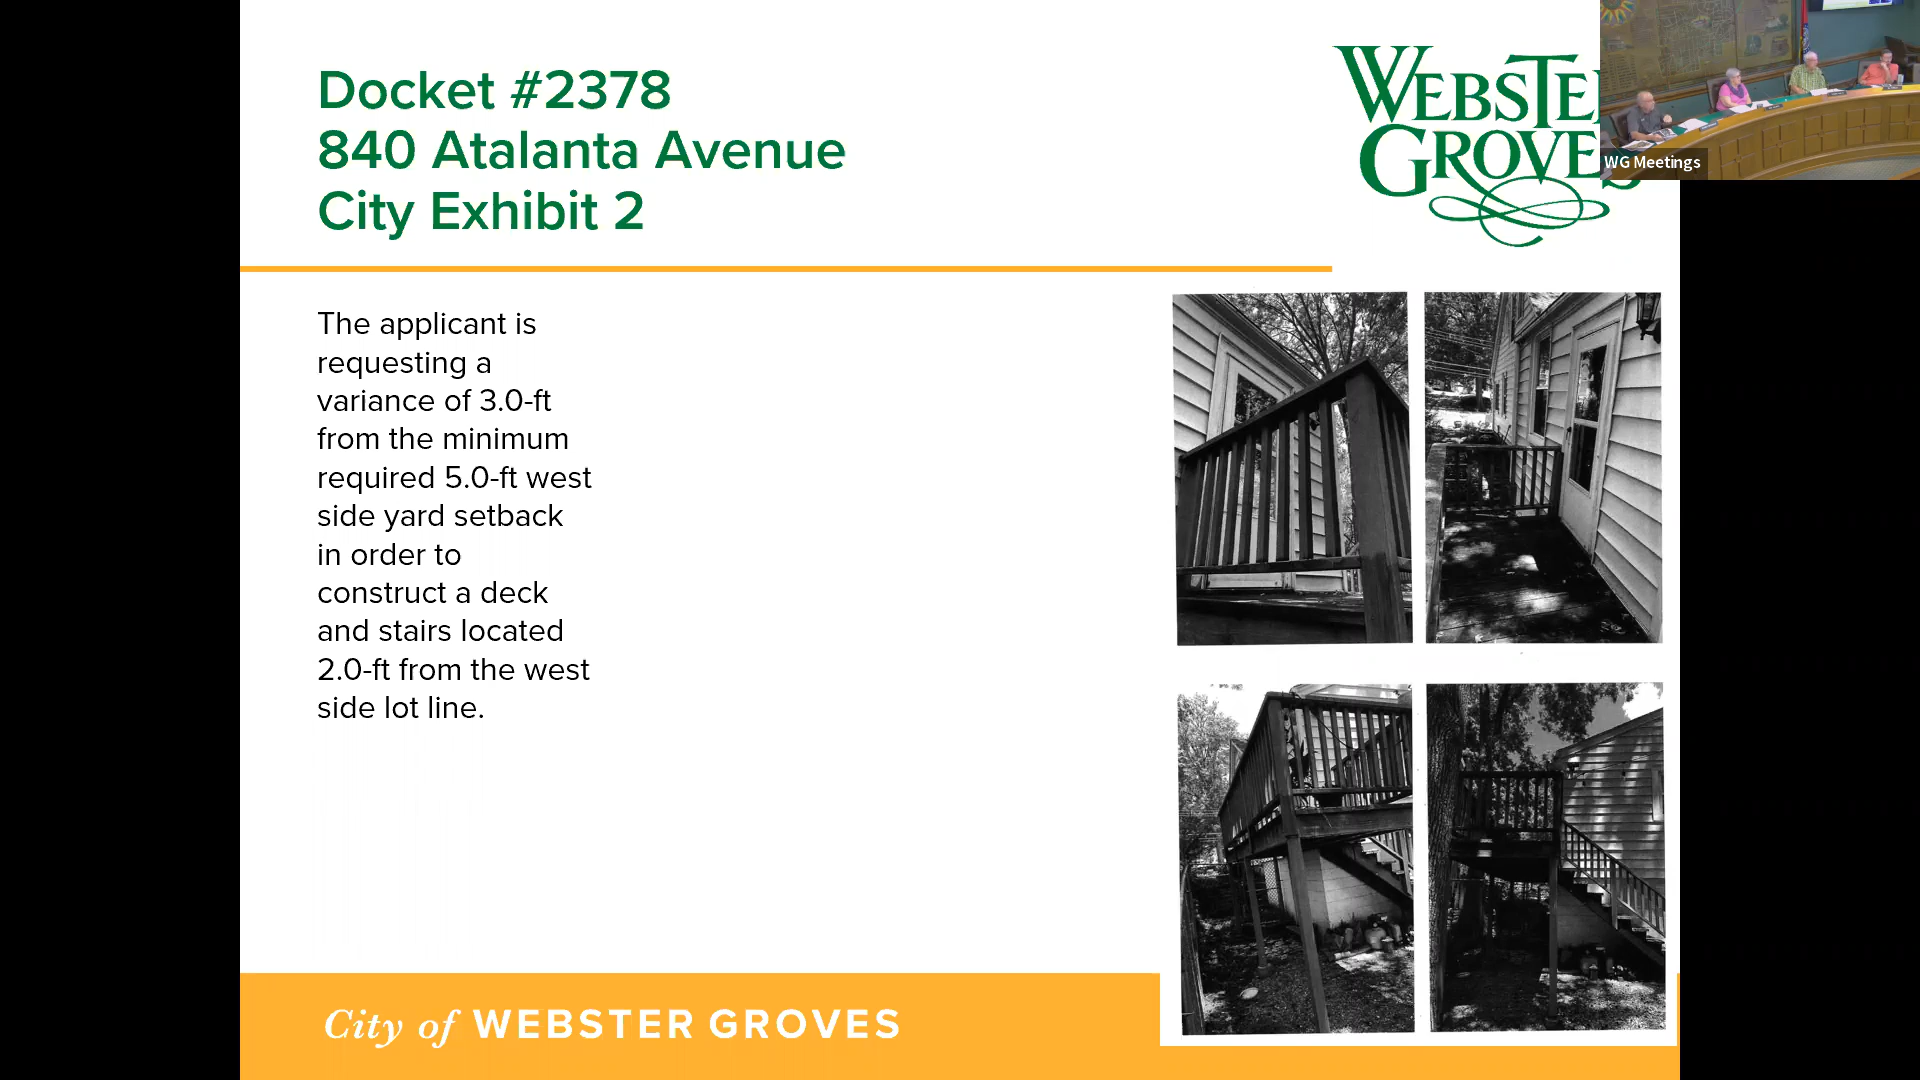 Docket #2378
840 Atalanta Avenue
City Exhibit 2
WEBSTE
GROVES
WG Meetings
The applicant is
requesting a
variance of 3.0-ft
from the minimum
required 5.0-ft west
side yard setback
in order to
construct a deck
and stairs located
2.0-ft from the west
side lot line.
City of WEBSTER GROVES